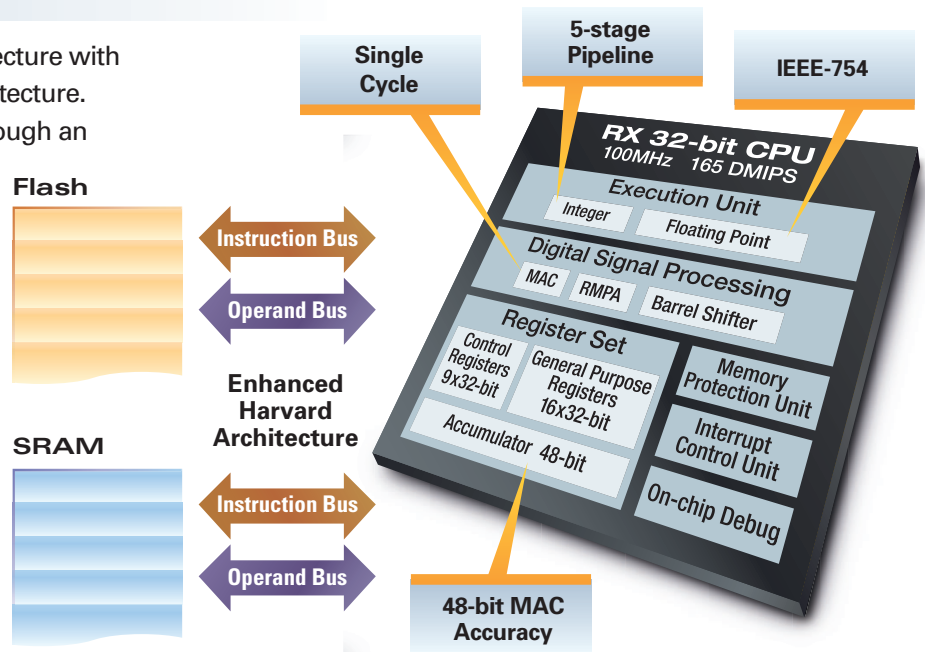 ecture with
itecture.
ough an
Flash
Instruction Bus
Operand Bus
Enhanced
Harvard
Architecture
SRAM
Instruction Bus
Operand Bus
Single
Cycle
5-stage
Pipeline
IEEE-754
RX 32-bit CPU
100MHz 165 DMIPS
Execution Unit
Integer
Floating Point
Digital Signal Processing
MAC
RMPA
Barrel Shifter
Register Set
Control
Registers
9x32-bit
General Purpose
Registers
16x32-bit
Accumulator 48-bit
Memory
Protection Unit
Interrupt
Control Unit
On-chip Debug
48-bit MAC
Accuracy